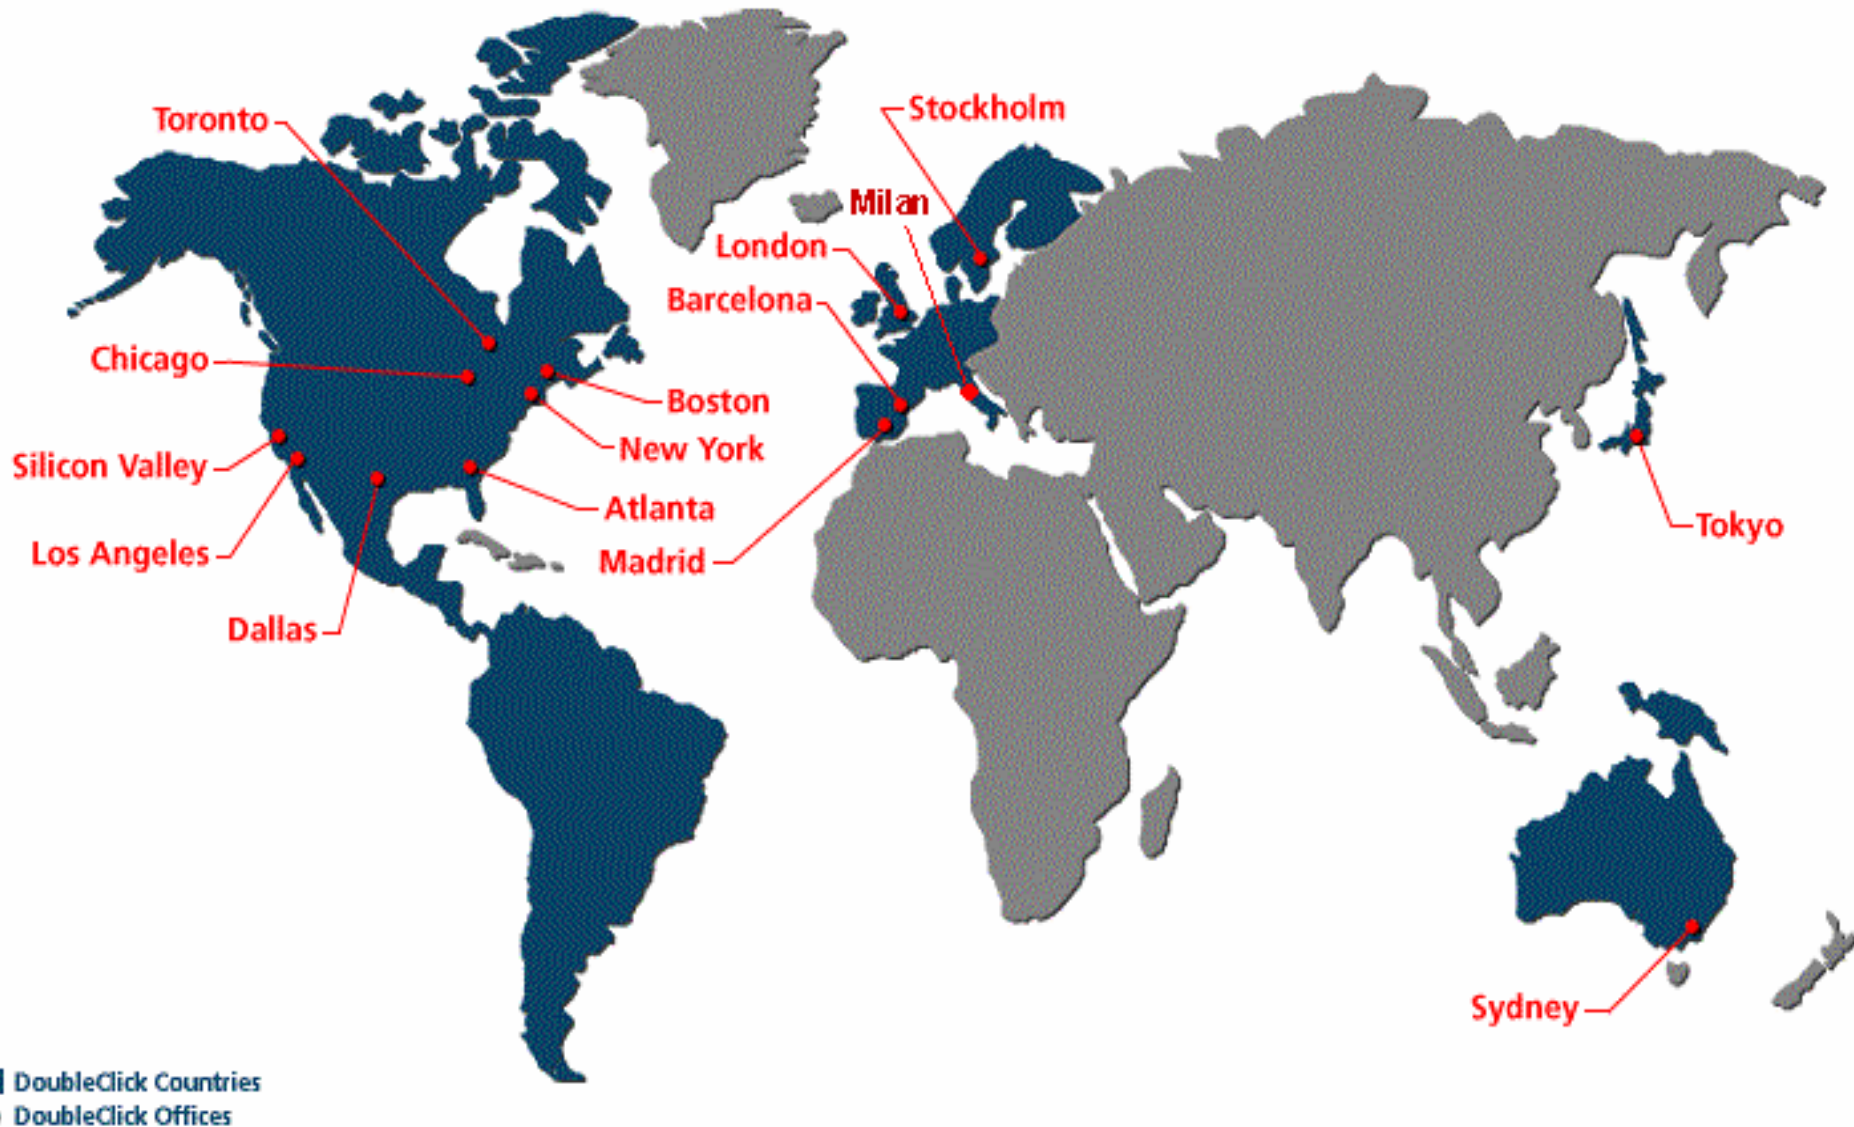 Toronto
Stockholm
Milan
London
Barcelona
Chicago
Boston
New York
Silicon Valley
Atlanta
Los Angeles
Madrid
Tokyo
Dallas
Sydney
DoubleClick Countries
DoubleClick Offices